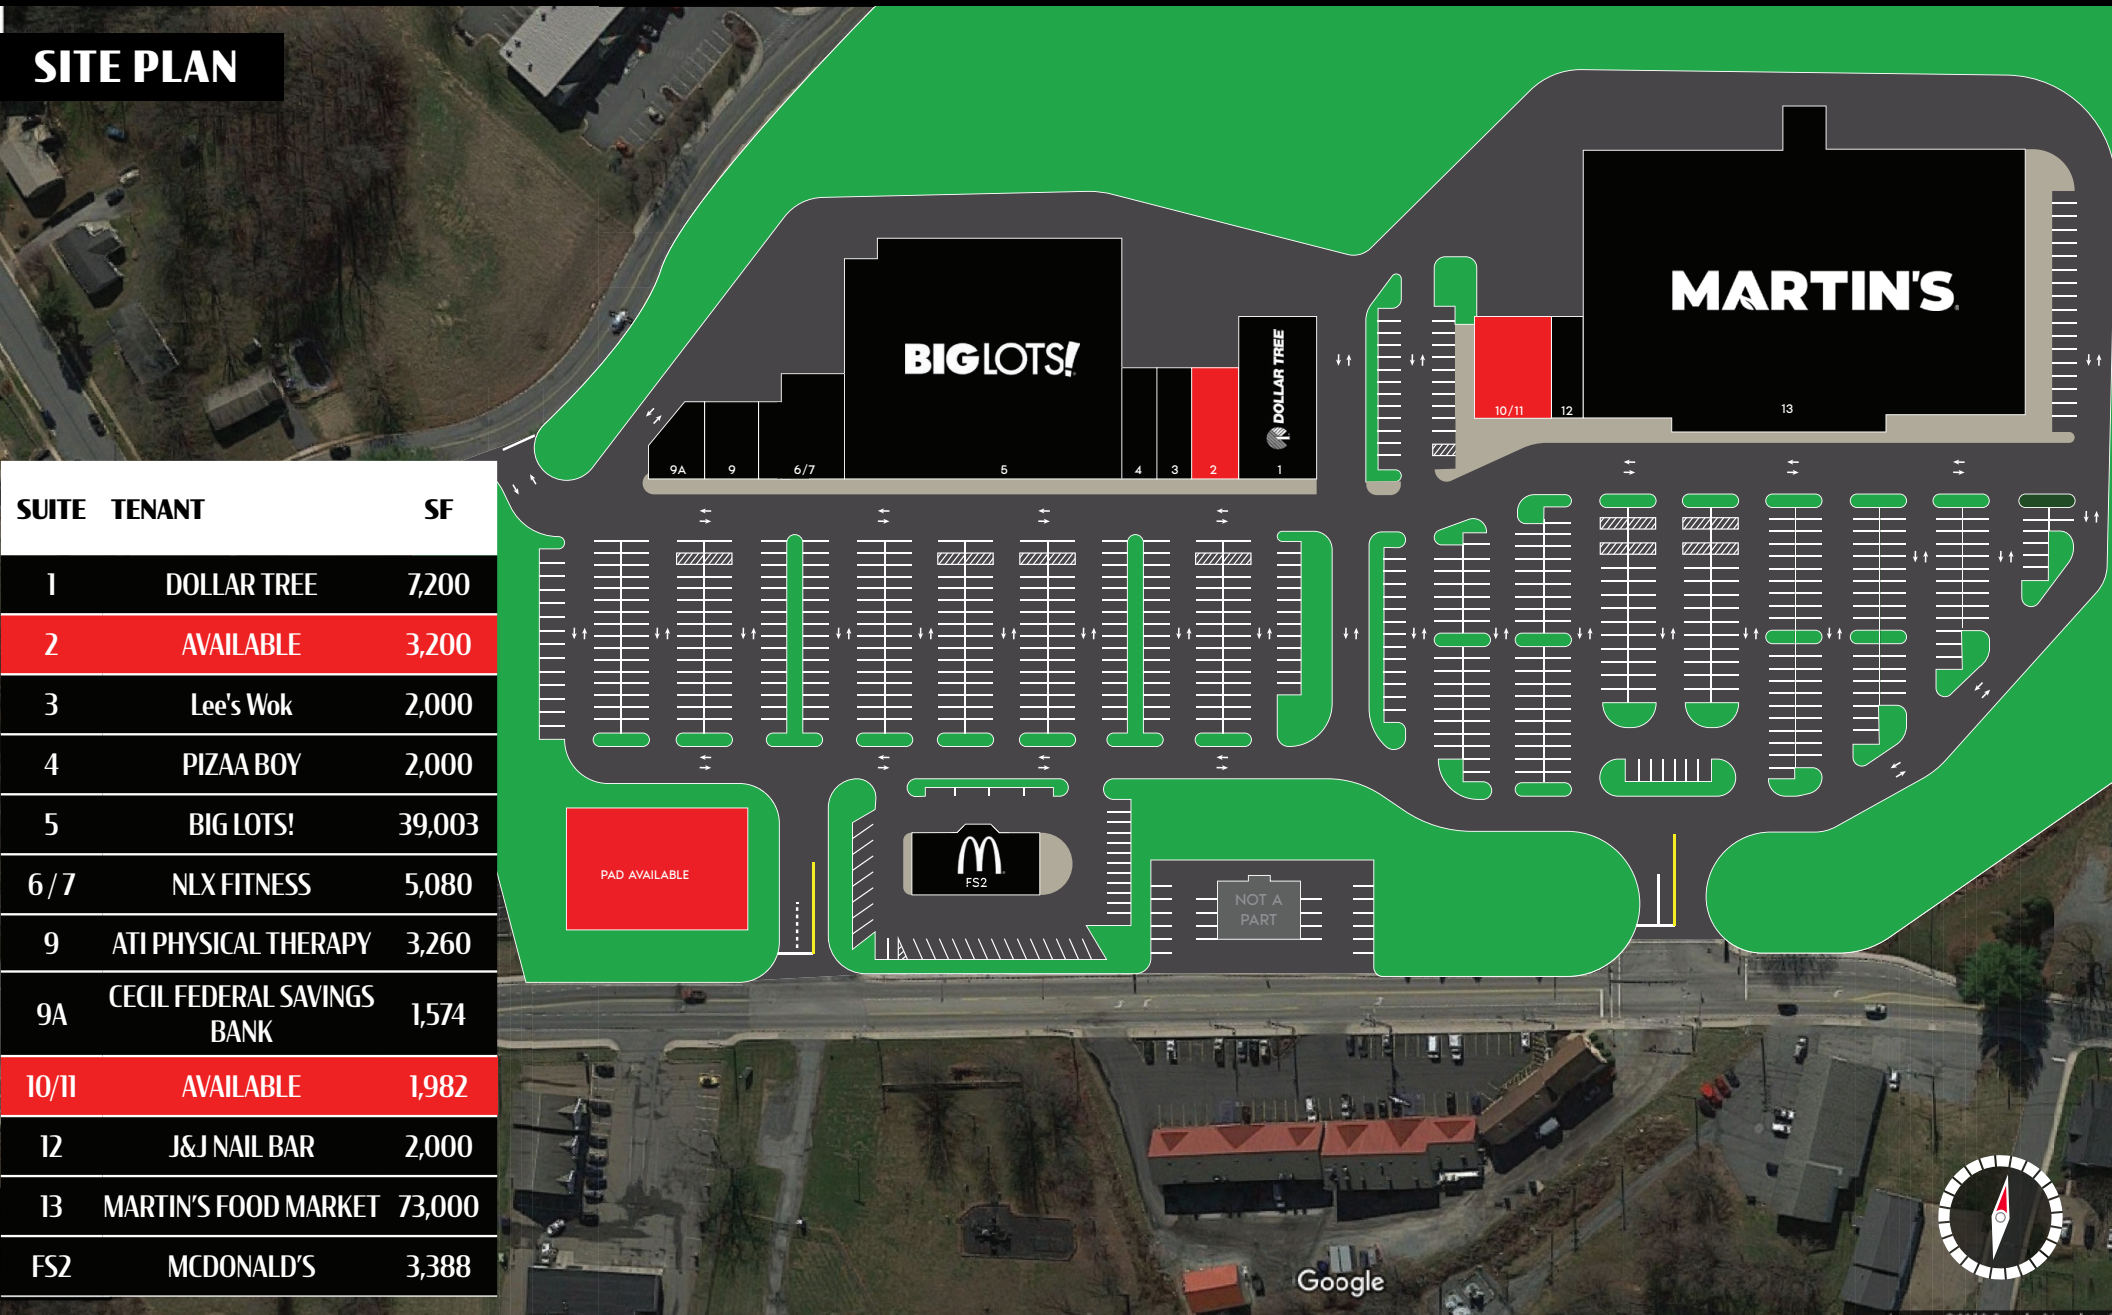 SITE PLAN
SUITE TENANT SF
1 DOLLAR TREE 7,200
2 AVAILABLE 3,200
3 Lee's Wok 2,000
4 PIZAA BOY 2,000
5 BIG LOTS! 39,003
6 / 7 NLX FITNESS 5,080
9 ATI PHYSICAL THERAPY 3,260
9A CECIL FEDERAL SAVINGS BANK 1,574
10/11 AVAILABLE 1,982
12 J&J NAIL BAR 2,000
13 MARTIN'S FOOD MARKET 73,000
FS2 MCDONALD'S 3,388
MARTIN'S
13
BIG LOTS!
DOLLAR TREE
10/11
12
9A
9
6/7
5
4
3
2
1
PAD AVAILABLE
FS2
NOT A
PART
Google